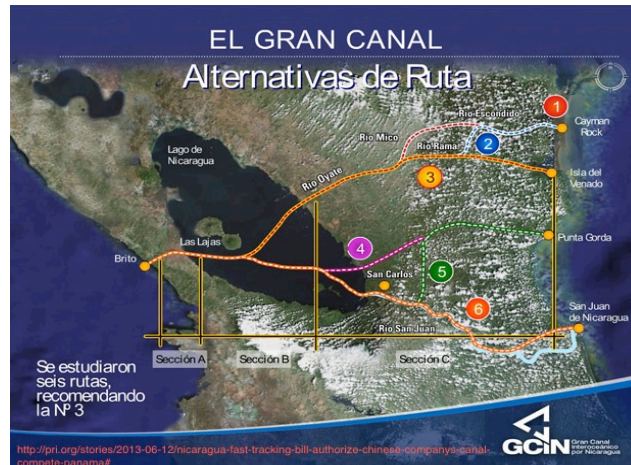 EL GRAN CANAL
Alternativas de Ruta
1
Rio Escondido
Cayman
Rock
Rio Mico
2
Rio Rama
Lago de
Nicaragua
3
Isla del
Venado
Rio Oyate
4
Punta Gorda
Las Lajas
Brito
5
San Carlos
6
San Juan
de Nicaragua
Rio San Juan
Sección A
Sección B
Sección C
Se estudiaron
seis rutas,
recomendando
la Nº 3
GCIN
Gran Canal
Interoceánico
por Nicaragua
http://pri.org/stories/2013-06-12/nicaragua-fast-tracking-bill-authorize-chinese-companys-canal-
compete-panama#